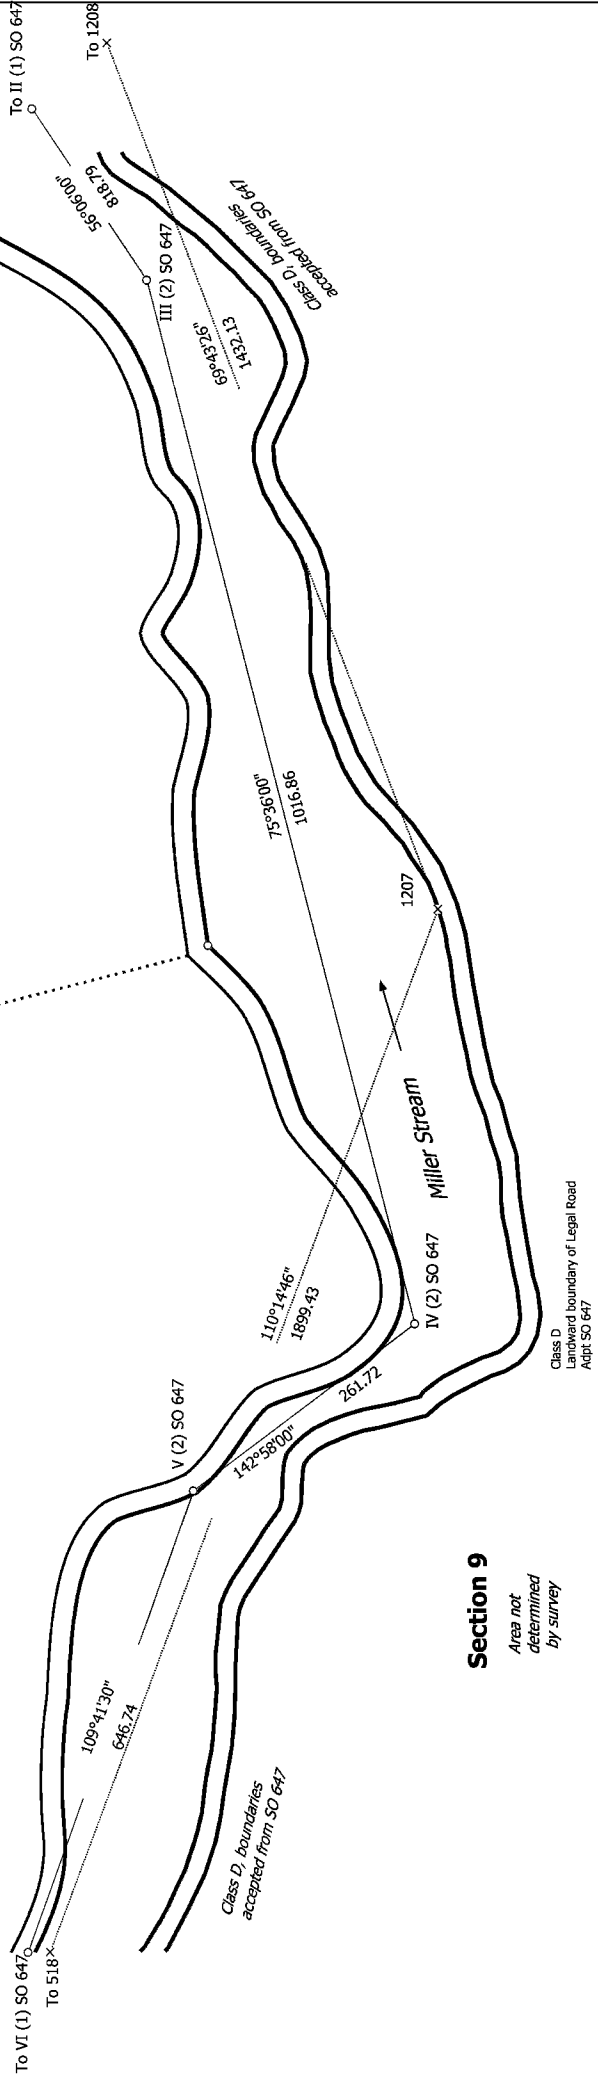 To II (1) SO 647
To 1208
56°06'00"
818.79
III (2) SO 647
Class D, boundaries
accepted from SO 647
69°43'26"
1432.13
75°36'00"
1016.86
1207
Miller Stream
110°14'46"
1899.43
IV (2) SO 647
Class D
Landward boundary of Legal Road
Adpt SO 647
V (2) SO 647
261.72
142°58'00"
Section 9
Area not
determined
by survey
109°41'30"
646.74
Class D, boundaries
accepted from SO 647
To VI (1) SO 647
To 518